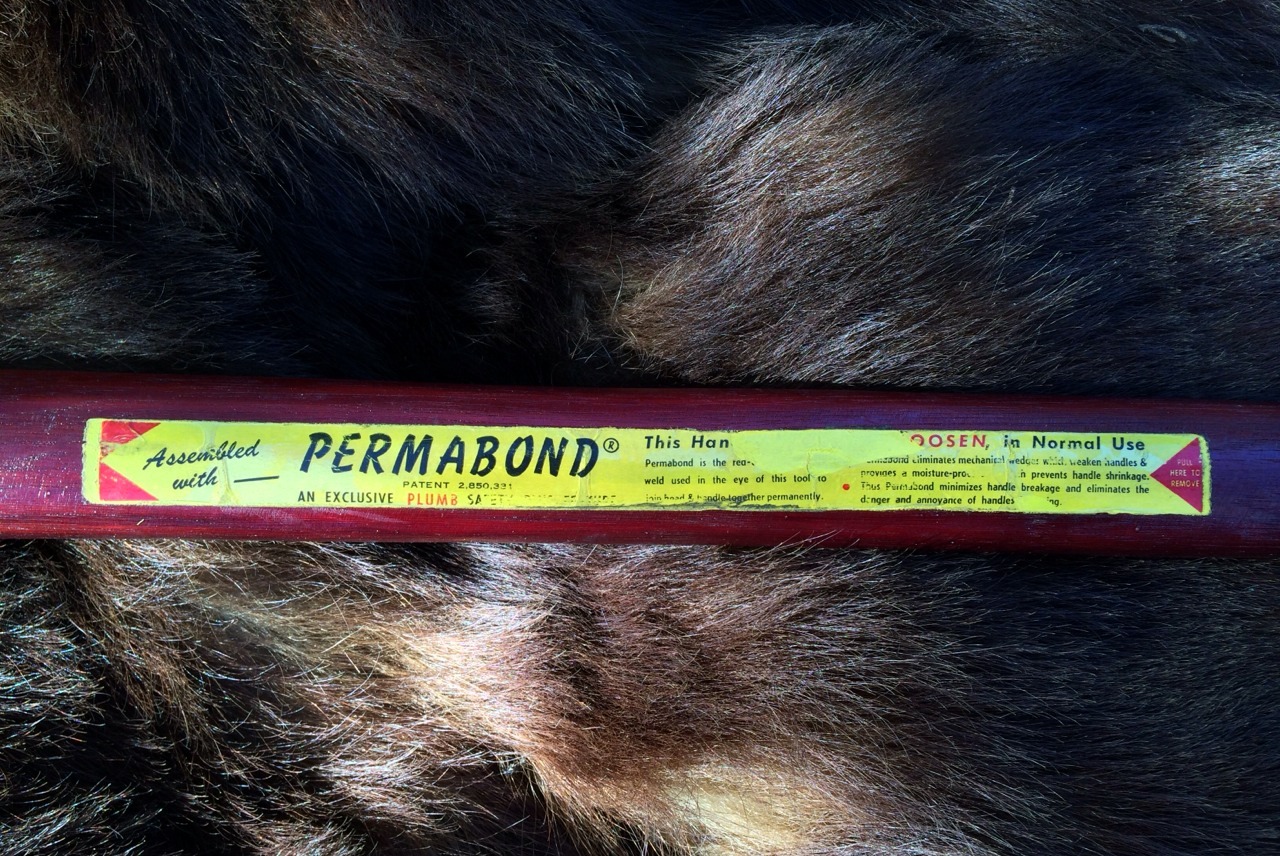 Assembled
with
PERMABOND®
PATENT 2,850,331
AN EXCLUSIVE PLUMB
This Han
Permabond is the
weld used in the eye of this tool to
join head & handle together permanently.
OOSEN, in Normal Use
eliminates mechanical wedges which weaken handles &
provides a prevents handle shrinkage.
Thus Permabond minimizes handle breakage and eliminates the
danger and annoyance of handles
PULL
HERE TO
REMOVE